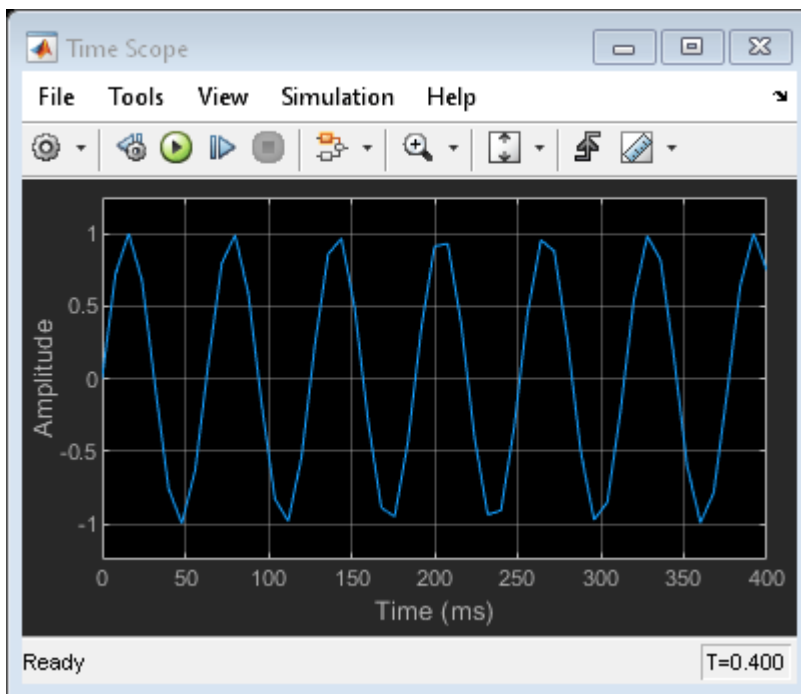 Time Scope
File Tools View Simulation Help
1
0.5
0
-0.5
-1
Amplitude
0 50 100 150 200 250 300 350 400
Time (ms)
Ready T=0.400